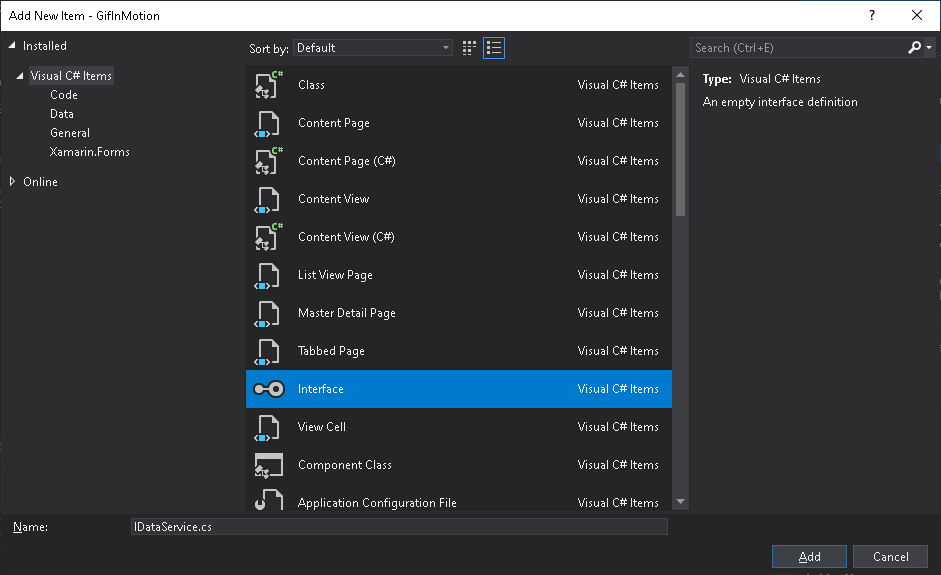 Add New Item - GifInMotion
?
Installed
Visual C# Items
Code
Data
General
Xamarin.Forms
Online
Sort by: Default
Search (Ctrl+E)
C# Class Visual C# Items
Content Page Visual C# Items
C# Content Page (C#) Visual C# Items
Content View Visual C# Items
C# Content View (C#) Visual C# Items
List View Page Visual C# Items
Master Detail Page Visual C# Items
Tabbed Page Visual C# Items
Interface Visual C# Items
View Cell Visual C# Items
Component Class Visual C# Items
Application Configuration File Visual C# Items
Type: Visual C# Items
An empty interface definition
Name: IDataService.cs
Add Cancel